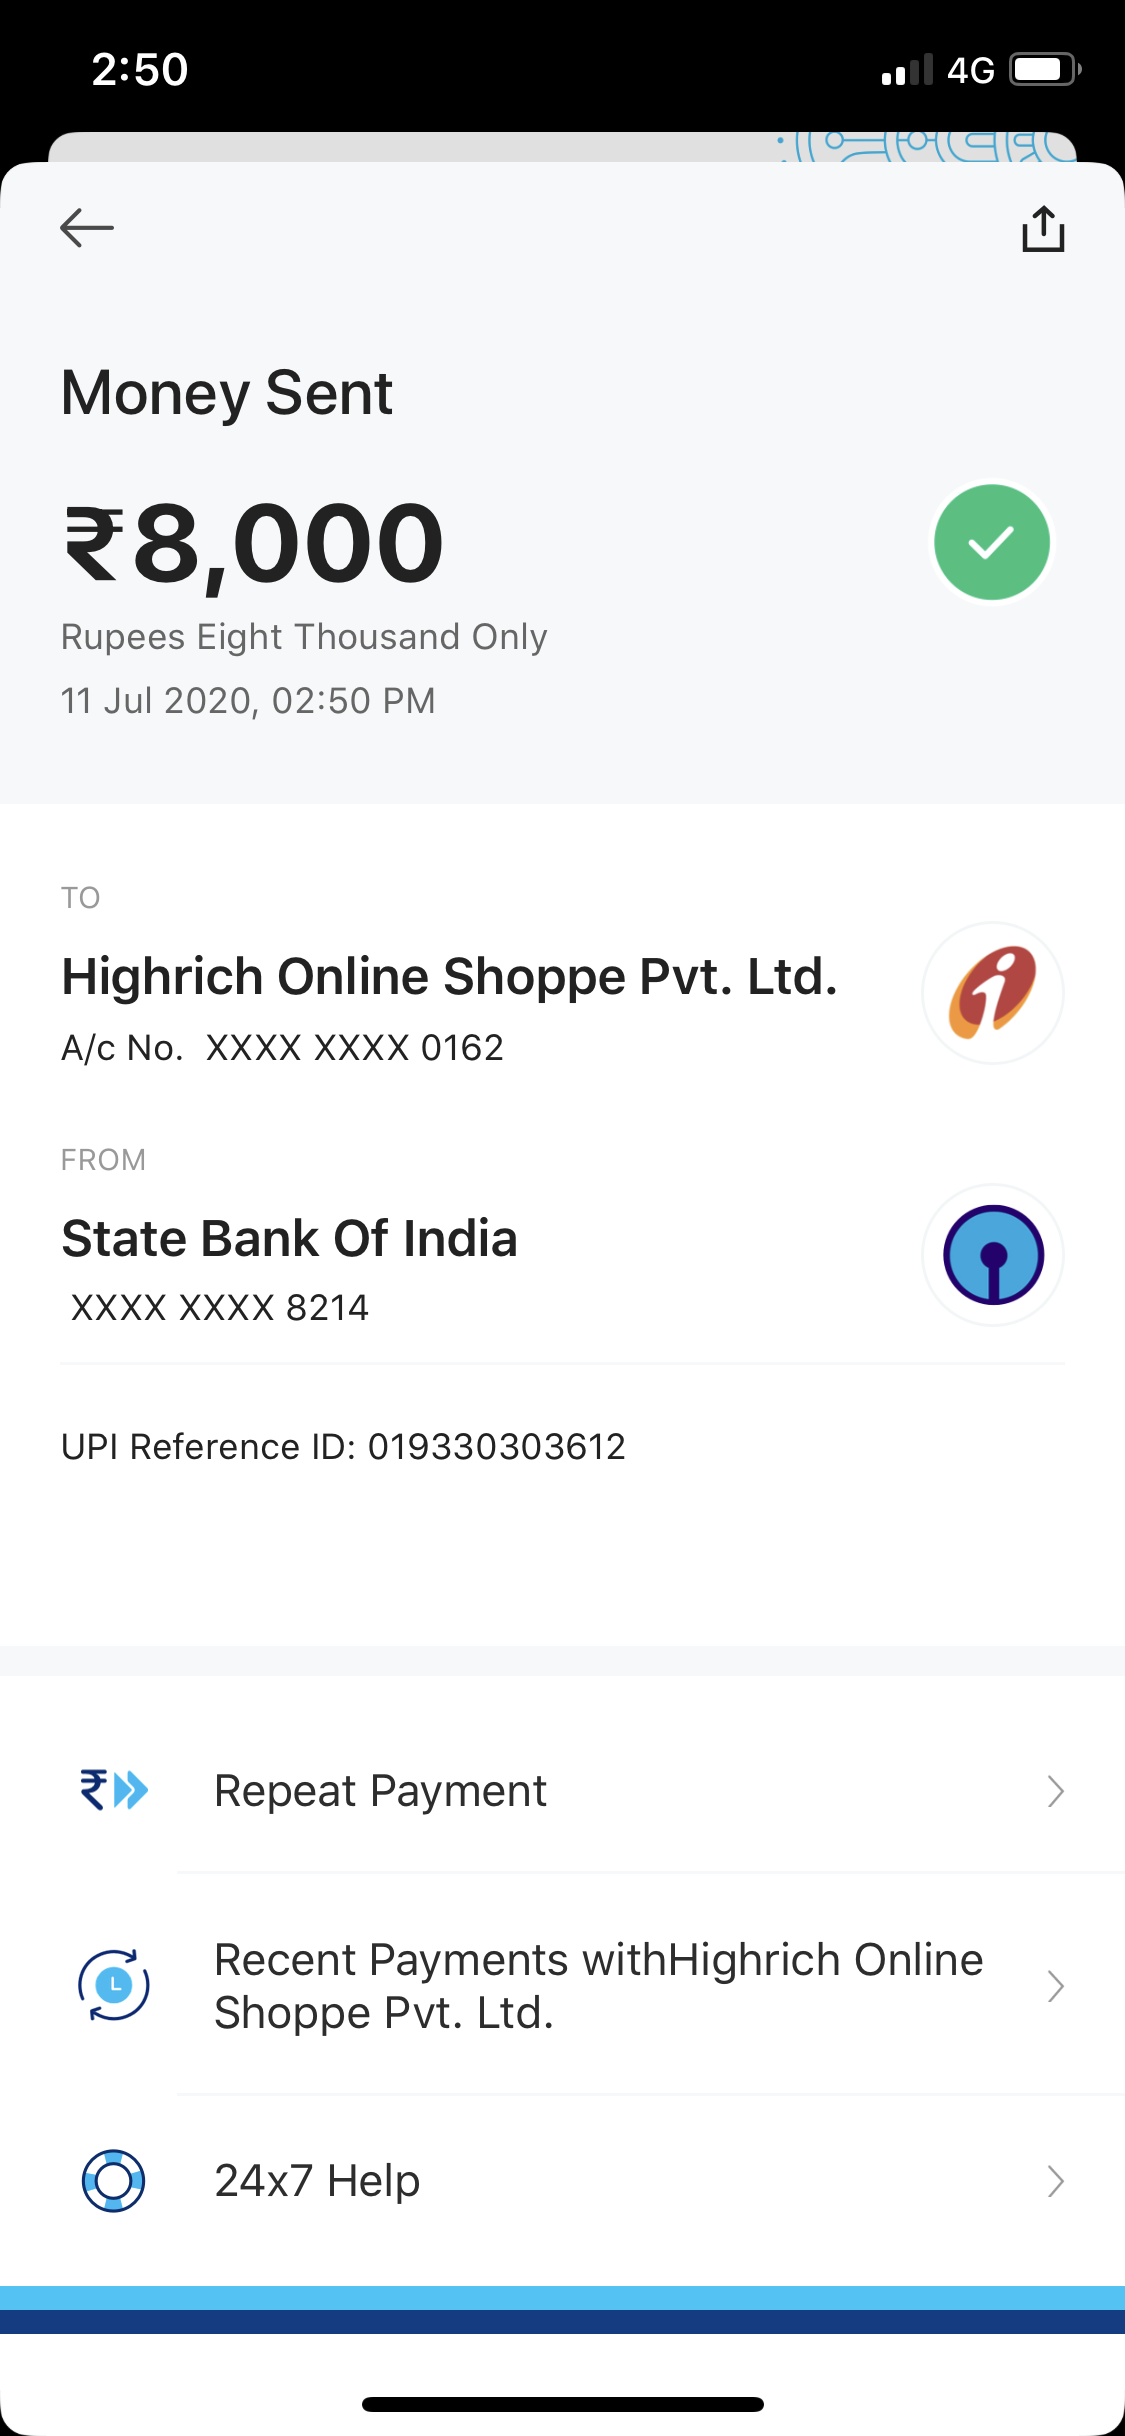 2:50
4G
Money Sent
₹8,000
Rupees Eight Thousand Only
11 Jul 2020, 02:50 PM
TO
Highrich Online Shoppe Pvt. Ltd.
A/c No. XXXX XXXX 0162
FROM
State Bank Of India
XXXX XXXX 8214
UPI Reference ID: 019330303612
Repeat Payment
Recent Payments withHighrich Online
Shoppe Pvt. Ltd.
24x7 Help